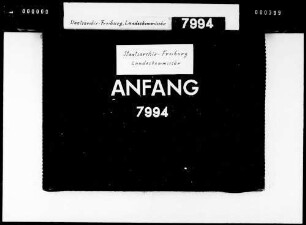 000000
000399
Staatsarchiv Freiburg, Landeskommissär
7994
Staatsarchiv Freiburg
Landeskommissär
ANFANG
7994